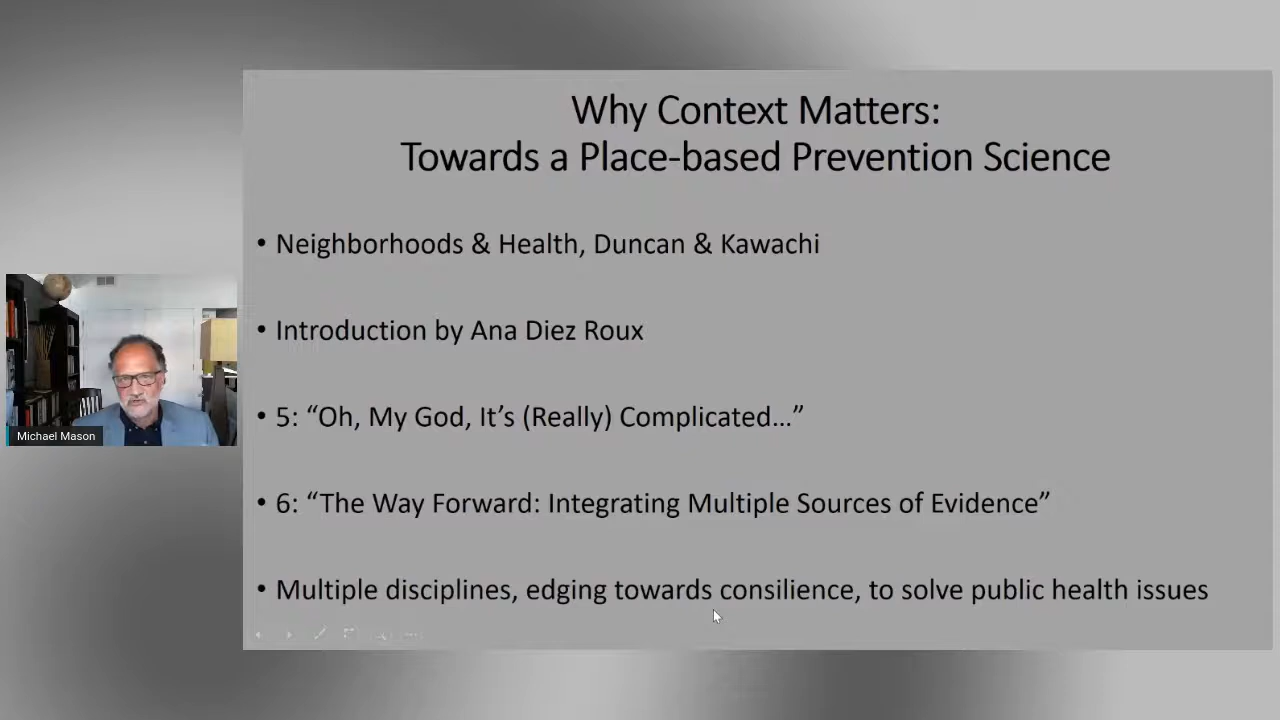 Why Context Matters:
Towards a Place-based Prevention Science
• Neighborhoods & Health, Duncan & Kawachi
• Introduction by Ana Diez Roux
• 5: “Oh, My God, It’s (Really) Complicated…”
• 6: “The Way Forward: Integrating Multiple Sources of Evidence”
• Multiple disciplines, edging towards consilience, to solve public health issues
Michael Mason